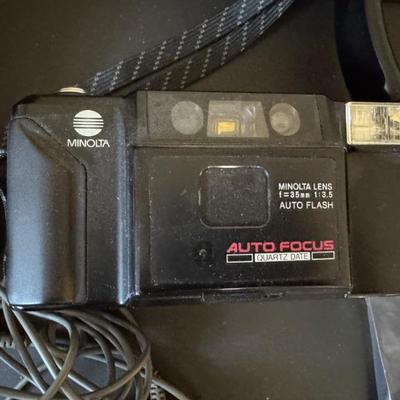 MINOLTA
MINOLTA LENS
f=35mm 1:3.5
AUTO FLASH
AUTO FOCUS
QUARTZ DATE